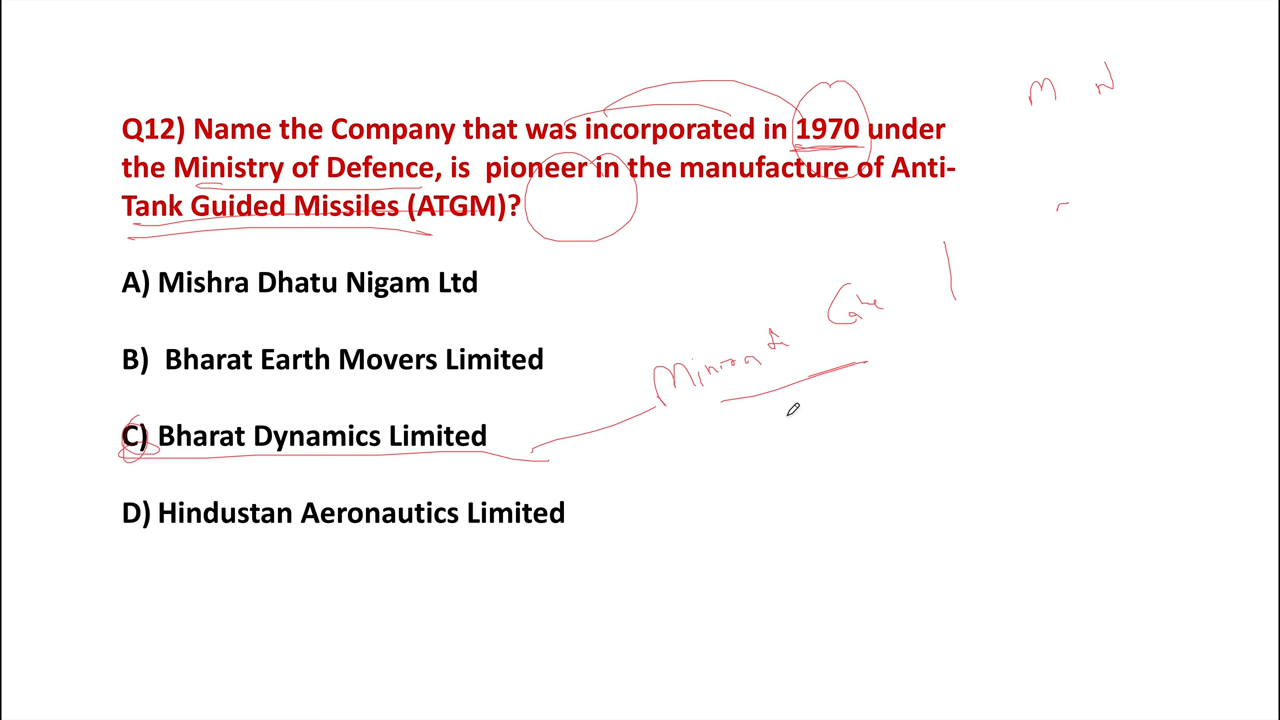 Q12) Name the Company that was incorporated in 1970 under
the Ministry of Defence, is pioneer in the manufacture of Anti-
Tank Guided Missiles (ATGM)?
M N
A) Mishra Dhatu Nigam Ltd
B) Bharat Earth Movers Limited
C) Bharat Dynamics Limited
D) Hindustan Aeronautics Limited